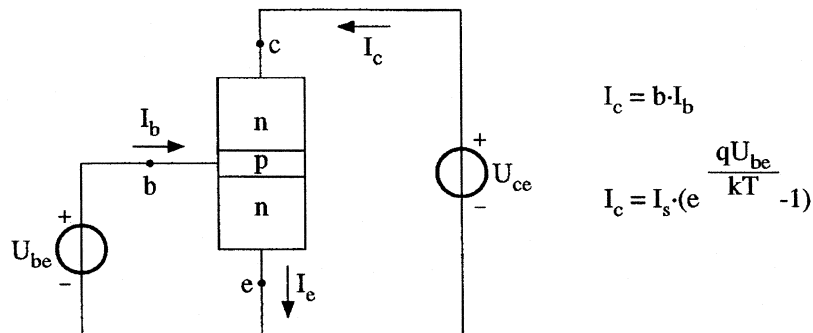 c
I_c
n
I_b
p
b
n
+
U_be
−
+
U_ce
−
e
I_e
I_c = b·I_b
I_c = I_s·(e^{qU_be/kT} -1)